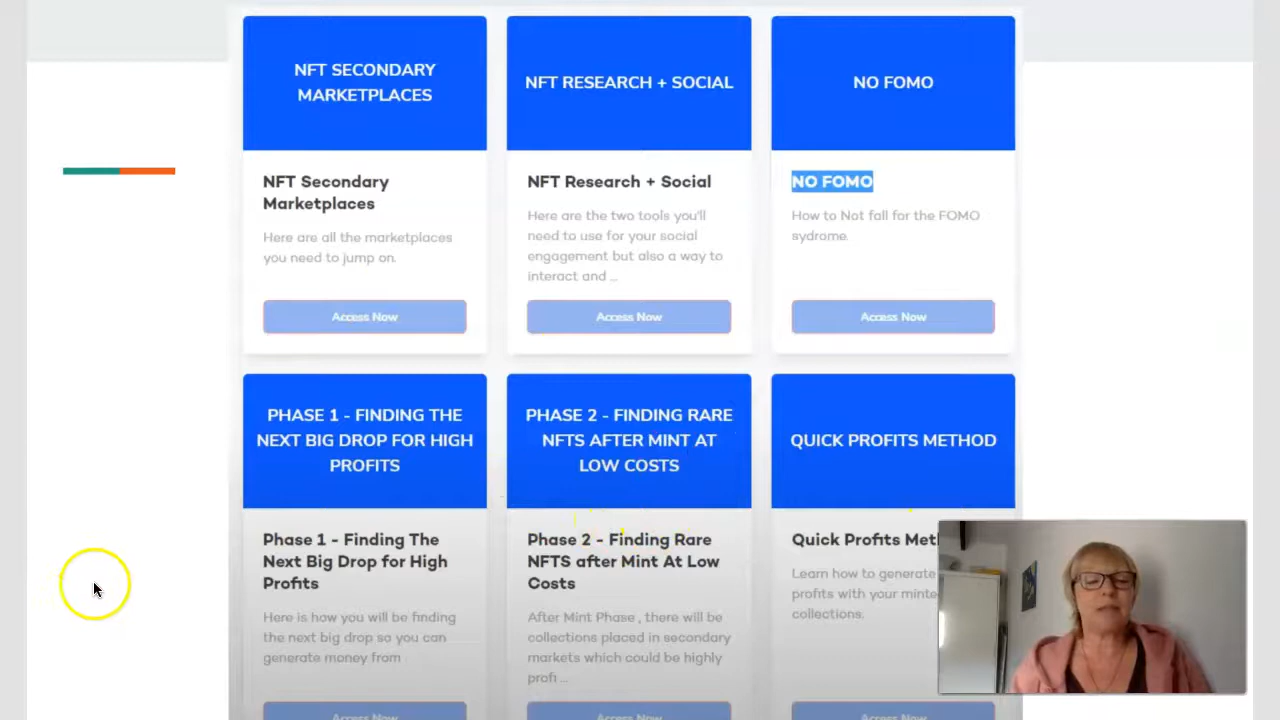 NFT SECONDARY
MARKETPLACES
NFT Secondary
Marketplaces
Here are all the marketplaces
you need to jump on.
Access Now
NFT RESEARCH + SOCIAL
NFT Research + Social
Here are the two tools you'll
need to use for your social
engagement but also a way to
interact and ...
Access Now
NO FOMO
NO FOMO
How to Not fall for the FOMO
sydrome.
Access Now
PHASE 1 - FINDING THE
NEXT BIG DROP FOR HIGH
PROFITS
Phase 1 - Finding The
Next Big Drop for High
Profits
Here is how you will be finding
the next big drop so you can
generate money from
Access Now
PHASE 2 - FINDING RARE
NFTS AFTER MINT AT
LOW COSTS
Phase 2 - Finding Rare
NFTS after Mint At Low
Costs
After Mint Phase , there will be
collections placed in secondary
markets which could be highly
profi ...
Access Now
QUICK PROFITS METHOD
Quick Profits Met
Learn how to generate
profits with your minte
collections.
Access Now